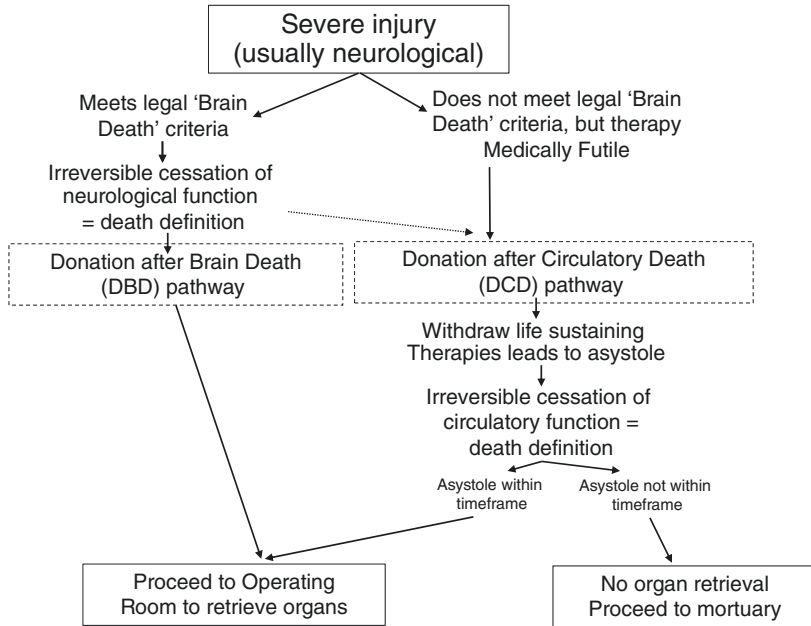 Severe injury
(usually neurological)
Meets legal ‘Brain
Death’ criteria
Does not meet legal ‘Brain
Death’ criteria, but therapy
Medically Futile
Irreversible cessation of
neurological function
= death definition
Donation after Brain Death
(DBD) pathway
Donation after Circulatory Death
(DCD) pathway
Withdraw life sustaining
Therapies leads to asystole
Irreversible cessation of
circulatory function =
death definition
Asystole within
timeframe
Asystole not within
timeframe
Proceed to Operating
Room to retrieve organs
No organ retrieval
Proceed to mortuary